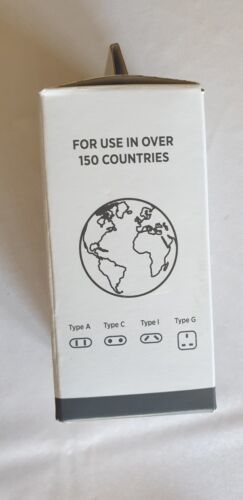 FOR USE IN OVER
150 COUNTRIES
Type A Type C Type I Type G